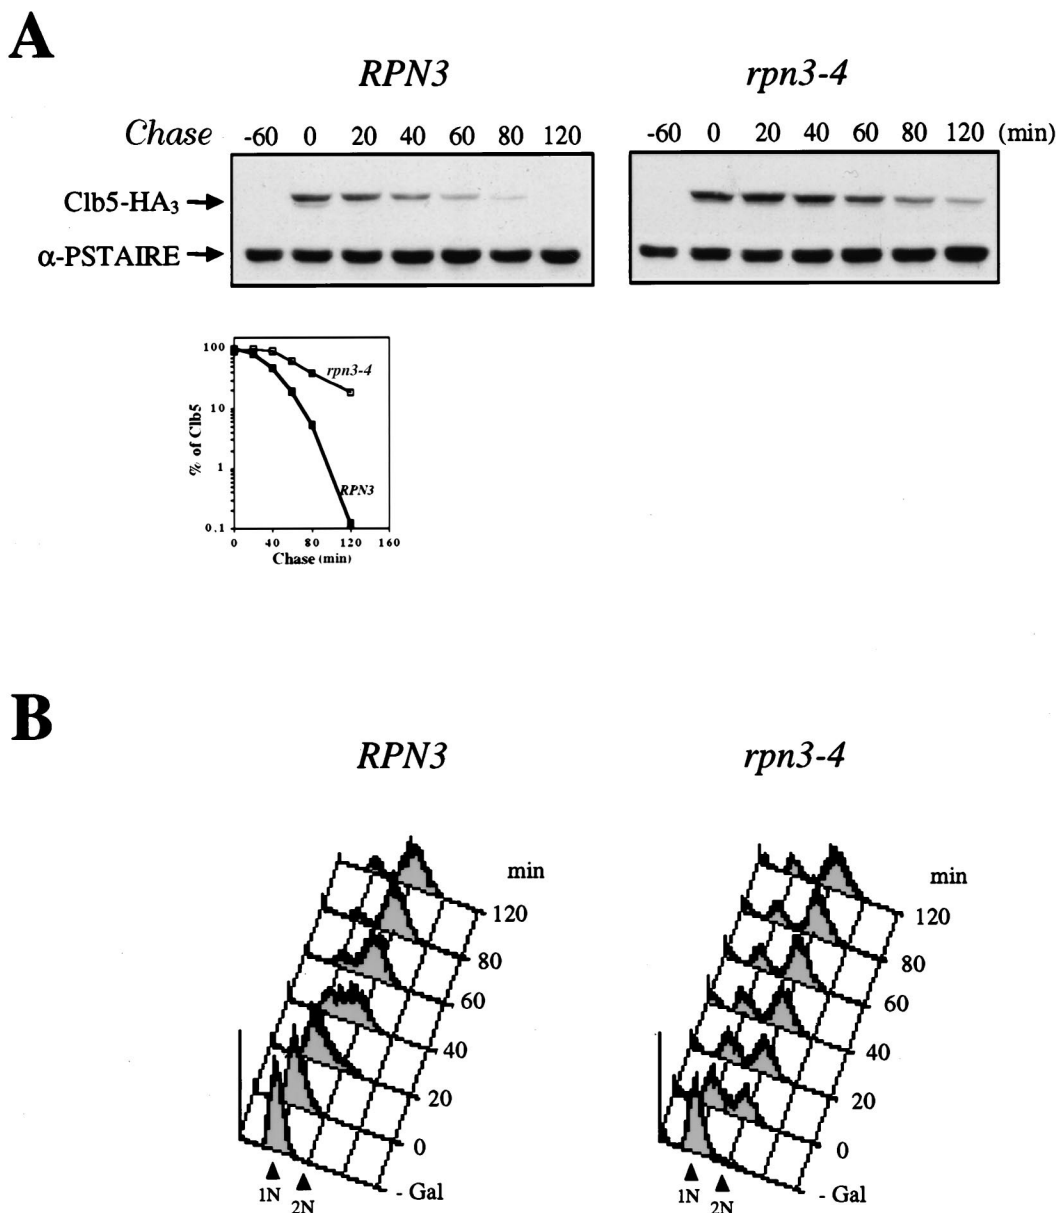 A
RPN3 rpn3-4
Chase -60 0 20 40 60 80 120 -60 0 20 40 60 80 120 (min)
Clb5-HA₃
α-PSTAIRE
100
10
1
0.1
% of Clb5
rpn3-4
RPN3
0 40 80 120 160
Chase (min)
B
RPN3 rpn3-4
min min
120 120
80 80
60 60
40 40
20 20
0 0
- Gal - Gal
1N 2N 1N 2N